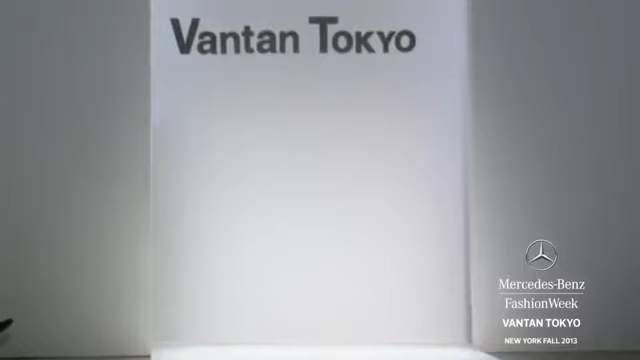 Vantan Tokyo
Mercedes-Benz
FashionWeek
VANTAN TOKYO
NEW YORK FALL 2013